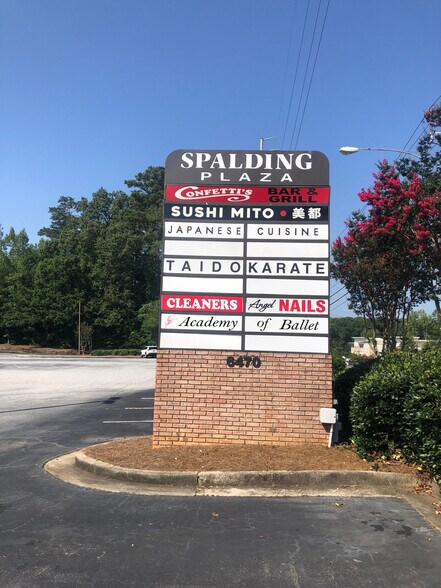 SPALDING
PLAZA
CONFETTI'S BAR & GRILL
SUSHI MITO • 美都
JAPANESE CUISINE
TAIDO KARATE
CLEANERS Angel NAILS
Academy of Ballet
6470